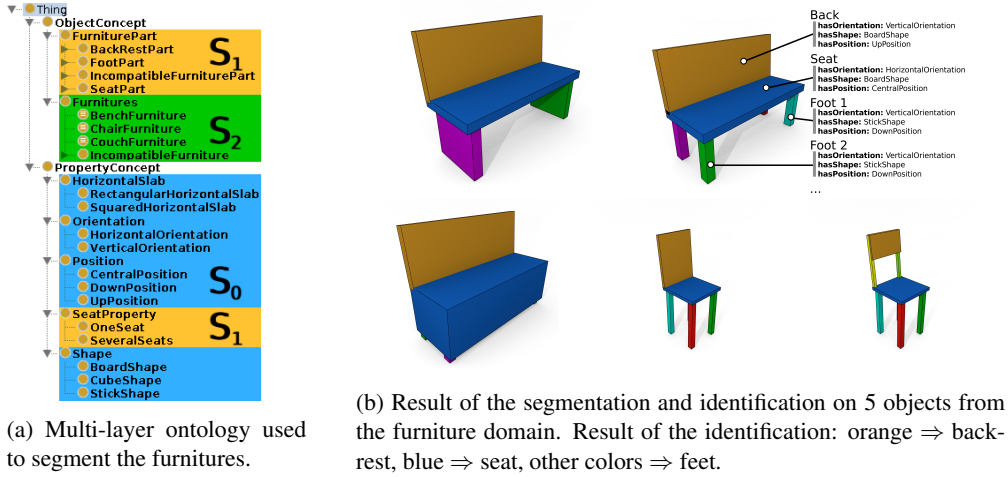 Thing
ObjectConcept
FurniturePart
BackRestPart
FootPart
IncompatibleFurniturePart
SeatPart
S1
Furnitures
BenchFurniture
ChairFurniture
CouchFurniture
IncompatibleFurniture
S2
PropertyConcept
HorizontalSlab
RectangularHorizontalSlab
SquaredHorizontalSlab
Orientation
HorizontalOrientation
VerticalOrientation
Position
CentralPosition
DownPosition
UpPosition
S0
SeatProperty
OneSeat
SeveralSeats
S1
Shape
BoardShape
CubeShape
StickShape
(a) Multi-layer ontology used
to segment the furnitures.
Back
hasOrientation: VerticalOrientation
hasShape: BoardShape
hasPosition: UpPosition
Seat
hasOrientation: HorizontalOrientation
hasShape: BoardShape
hasPosition: CentralPosition
Foot 1
hasOrientation: VerticalOrientation
hasShape: StickShape
hasPosition: DownPosition
Foot 2
hasOrientation: VerticalOrientation
hasShape: StickShape
hasPosition: DownPosition
...
(b) Result of the segmentation and identification on 5 objects from
the furniture domain. Result of the identification: orange ⇒ back-
rest, blue ⇒ seat, other colors ⇒ feet.